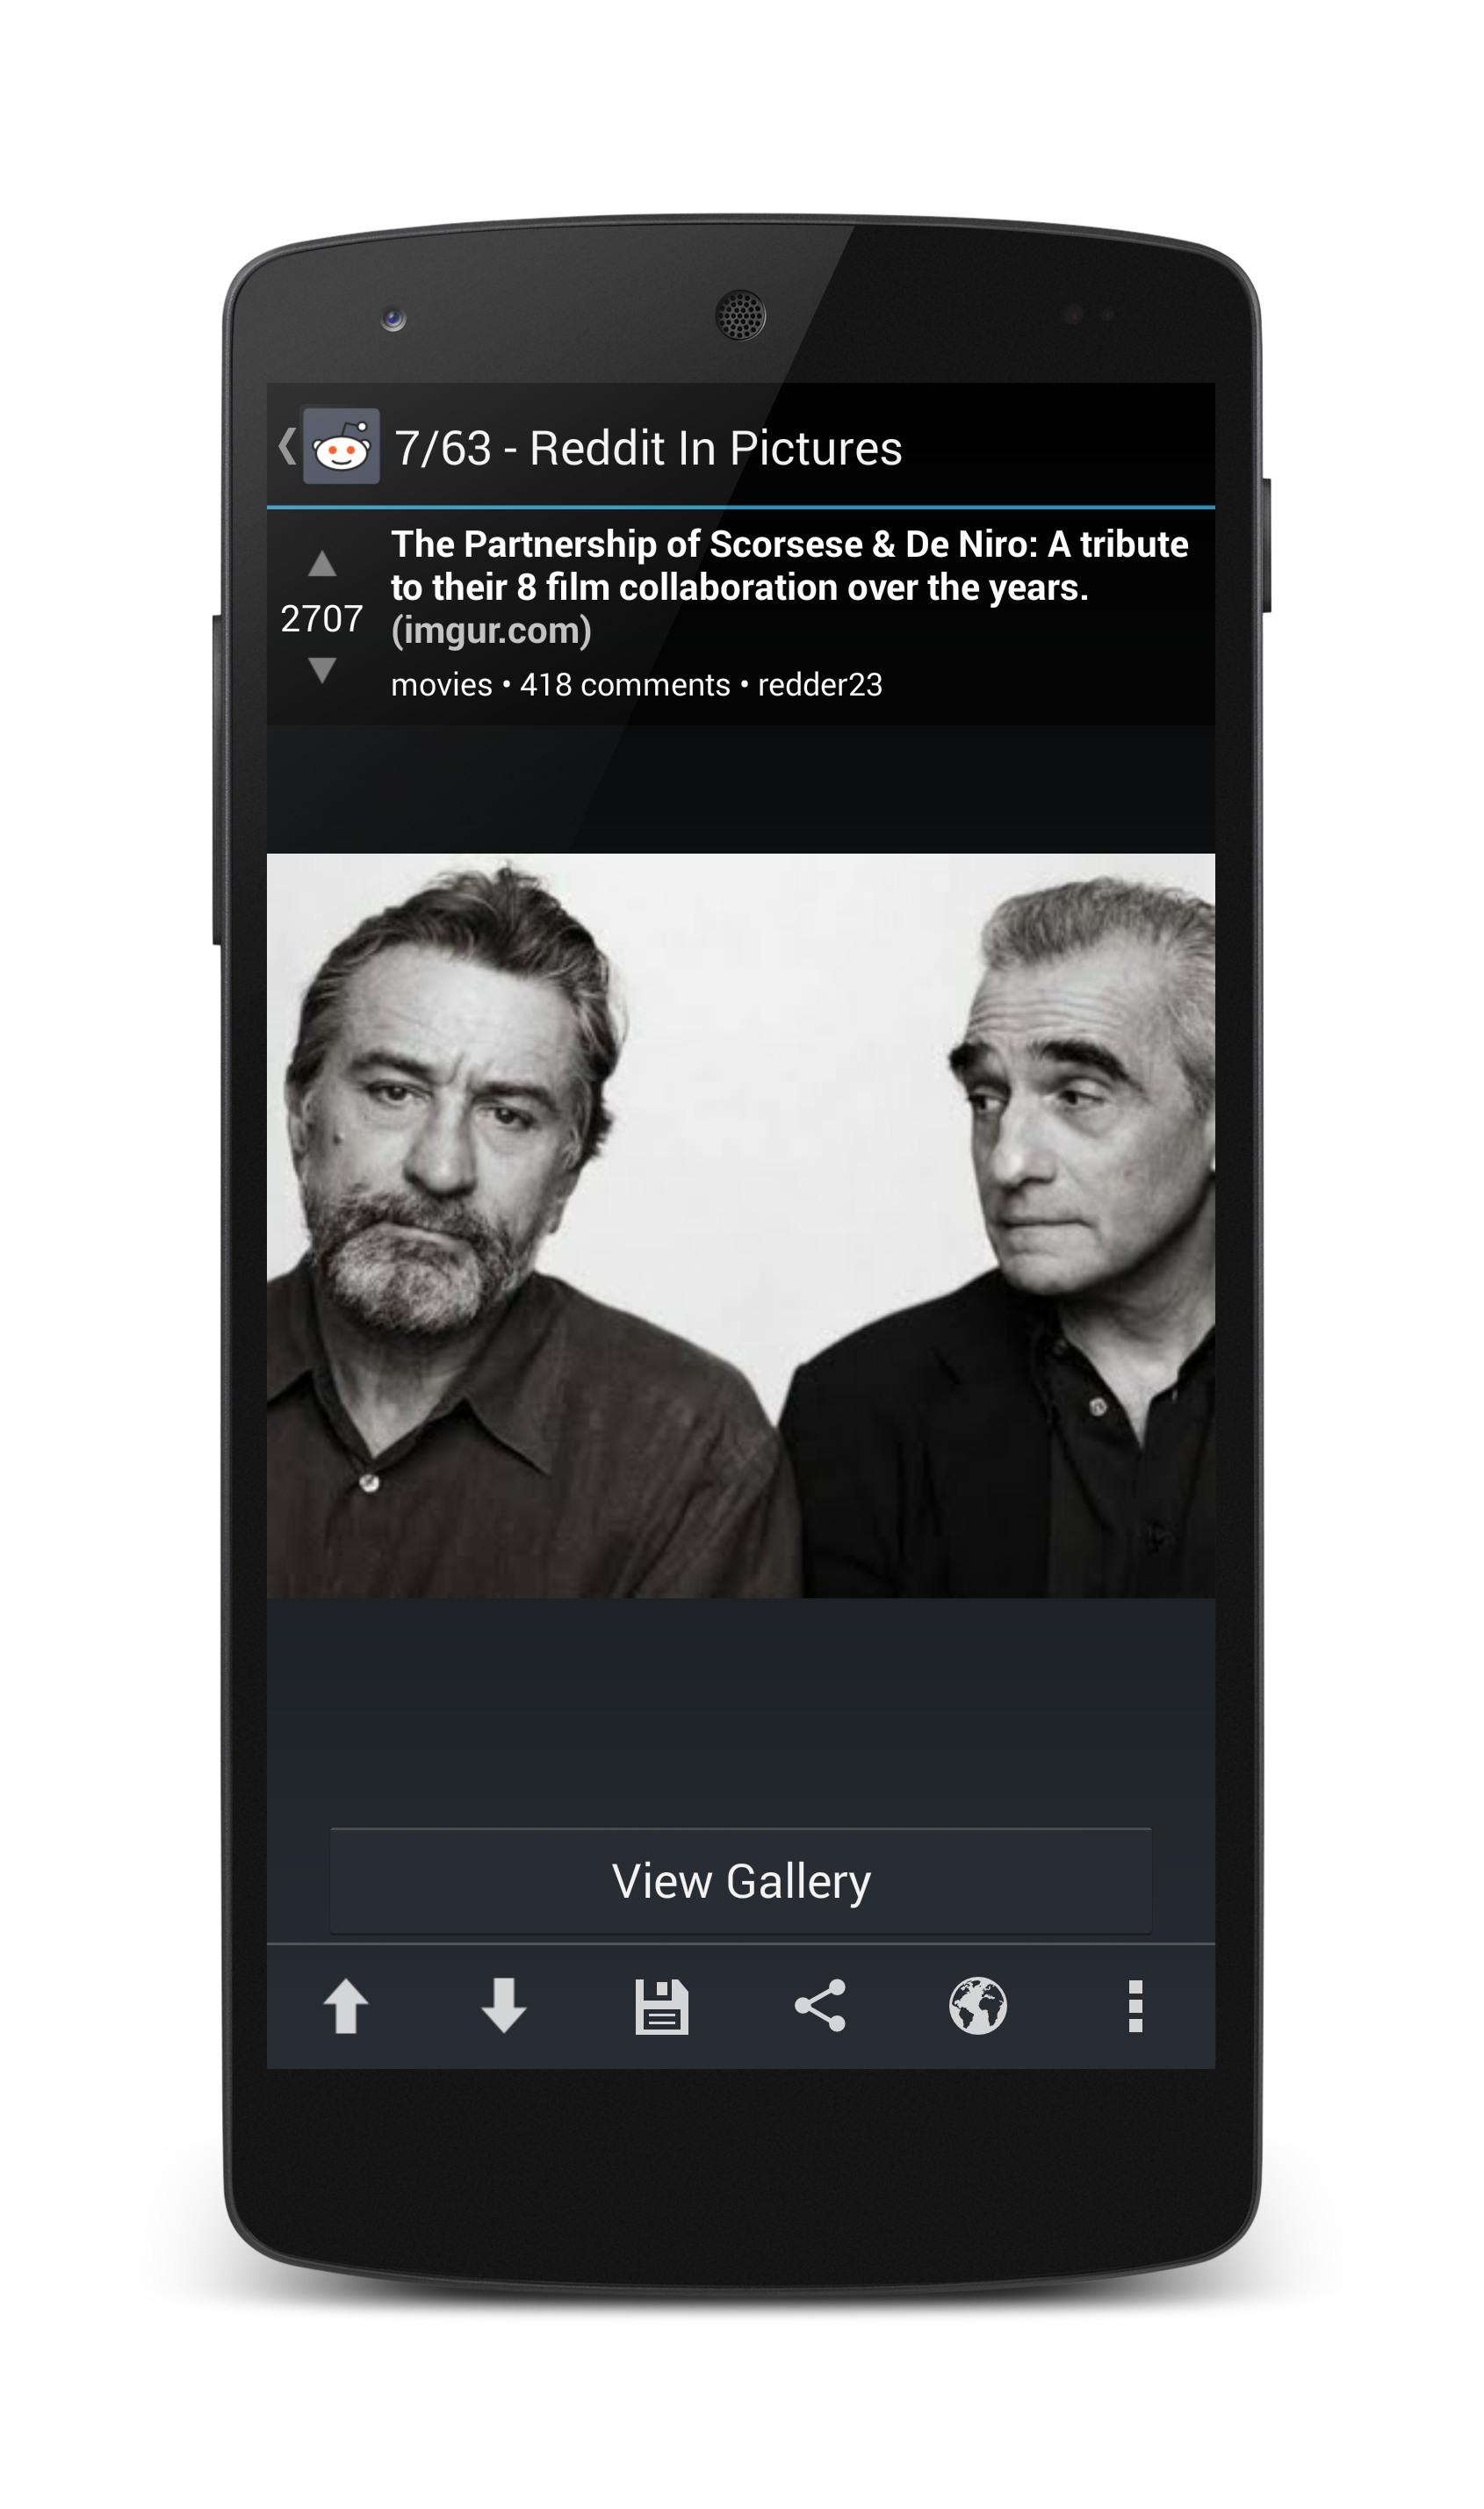 7/63 - Reddit In Pictures
The Partnership of Scorsese & De Niro: A tribute
to their 8 film collaboration over the years.
(imgur.com)
2707
movies • 418 comments • redder23
View Gallery